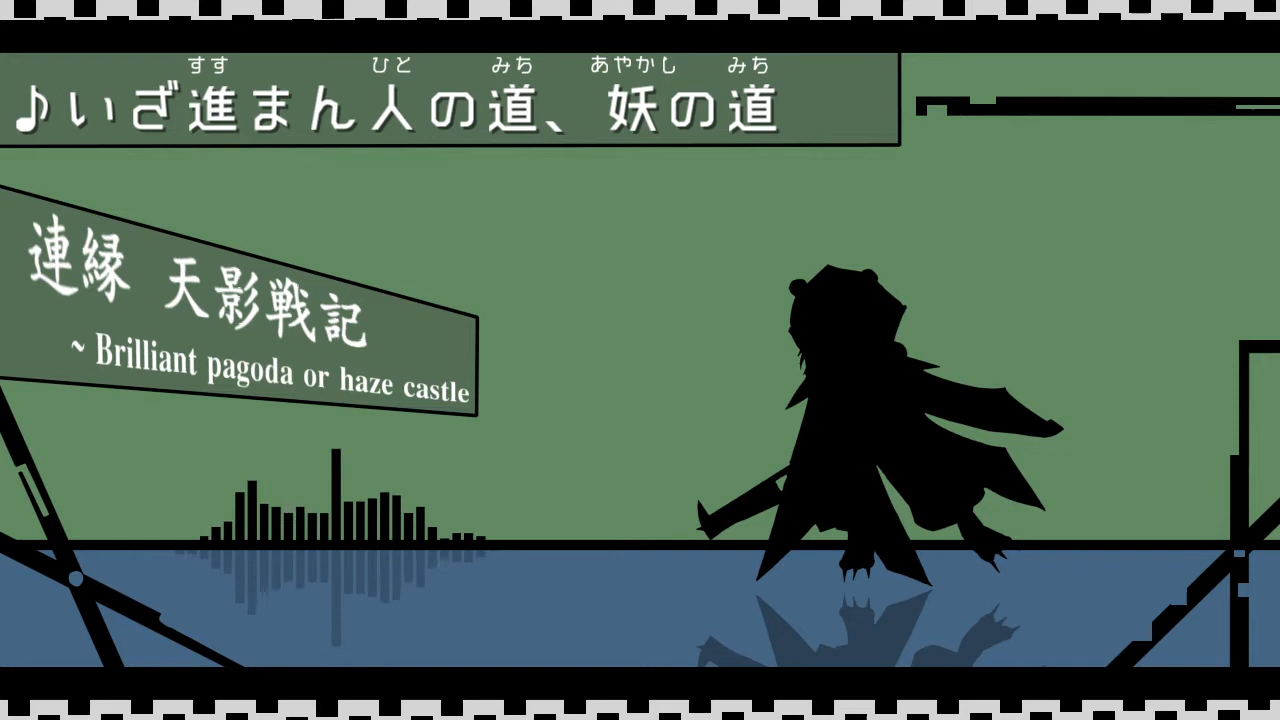 すす ひと みち あやかし みち
♪いざ進まん人の道、妖の道
連縁 天影戦記
~ Brilliant pagoda or haze castle